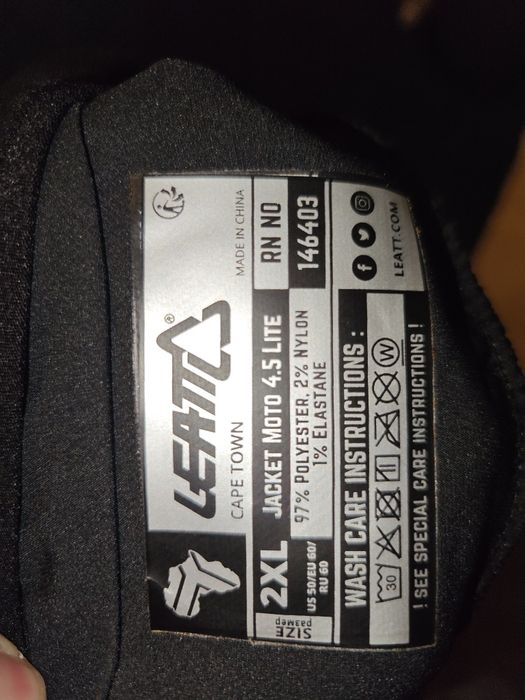 LEATT®
CAPE TOWN
MADE IN CHINA
SIZE
размер
2XL
US 50/EU 60/
RU 60
JACKET MOTO 4.5 LITE
97% POLYESTER, 2% NYLON
1% ELASTANE
RN NO
146403
WASH CARE INSTRUCTIONS :
30
W
! SEE SPECIAL CARE INSTRUCTIONS !
LEATT.COM